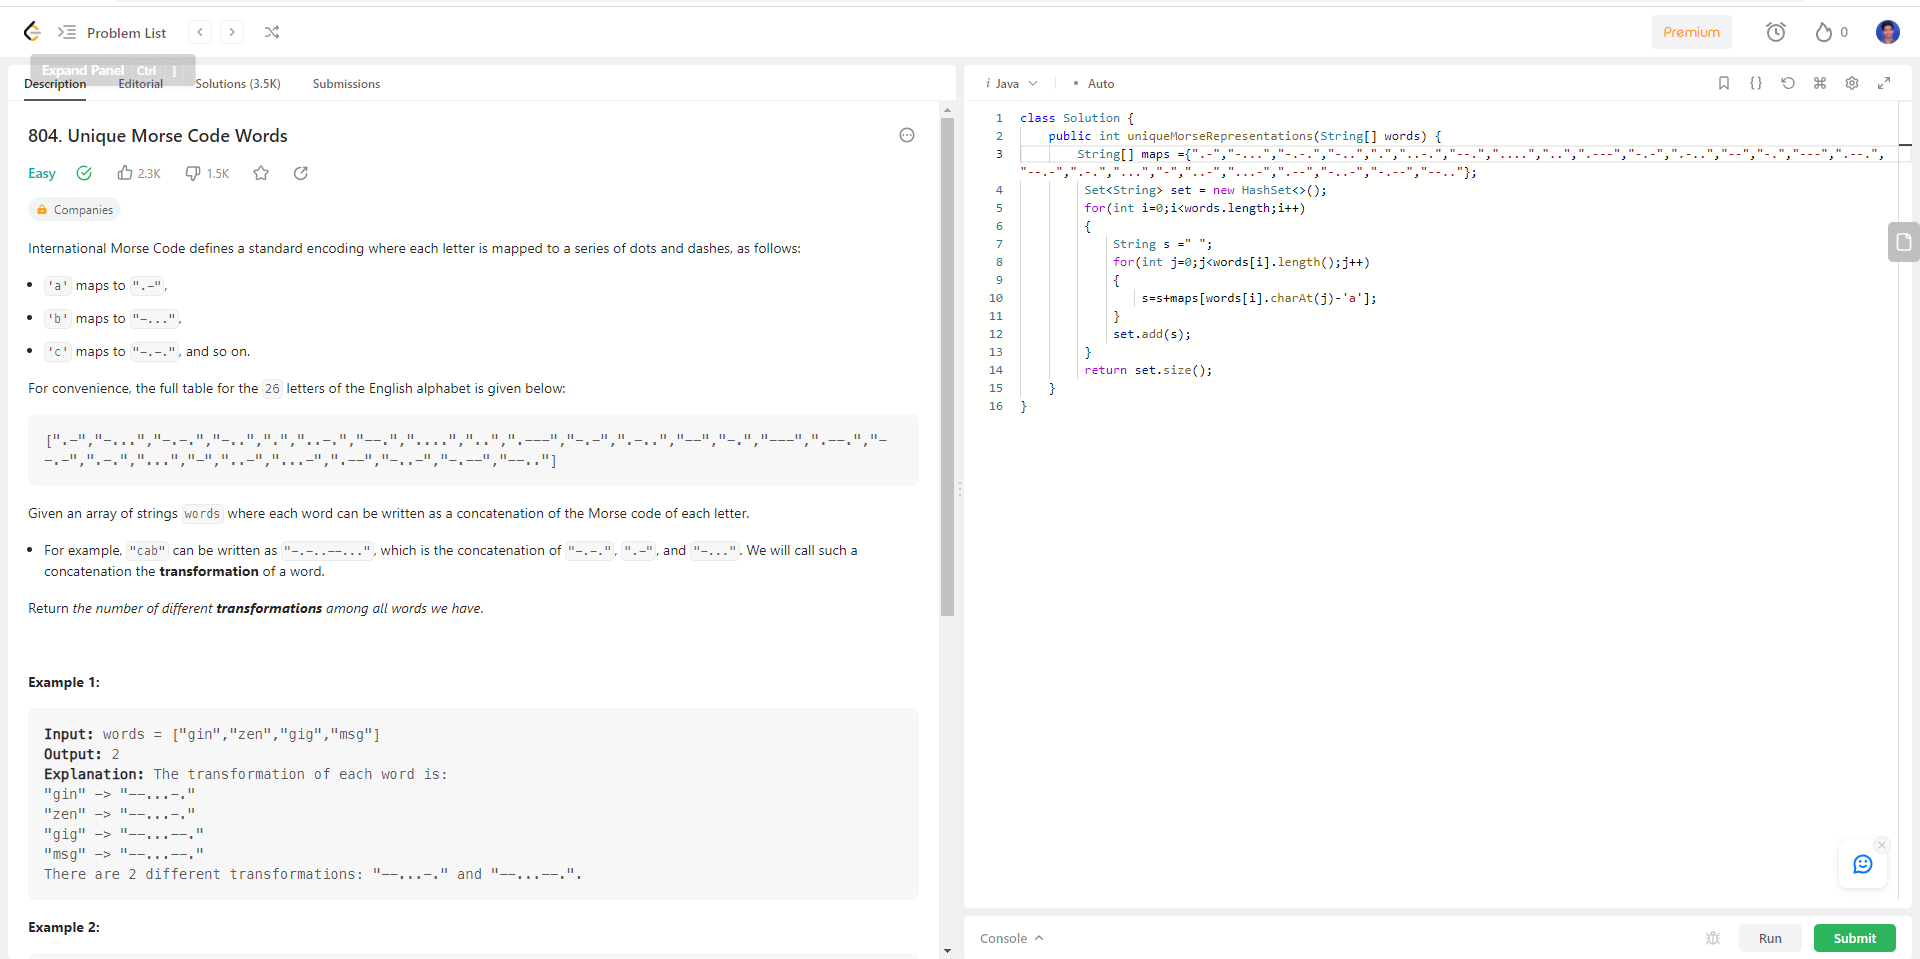 Problem List
Premium
0
Expand Panel Ctrl ]
Description Editorial Solutions (3.5K) Submissions
804. Unique Morse Code Words
Easy 2.3K 1.5K
Companies
International Morse Code defines a standard encoding where each letter is mapped to a series of dots and dashes, as follows:
• 'a' maps to ".-",
• 'b' maps to "-...",
• 'c' maps to "-.-.", and so on.
For convenience, the full table for the 26 letters of the English alphabet is given below:
[".-","-...","-.-.","-..",".","..-.","--.","....","..",".---","-.-",".-..","--","-.","---",".--.","-
-.-",".-.","...","-","..-","...-",".--","-..-","-.--","--.."]
Given an array of strings words where each word can be written as a concatenation of the Morse code of each letter.
• For example, "cab" can be written as "-.-..--...", which is the concatenation of "-.-.", ".-", and "-...". We will call such a
concatenation the transformation of a word.
Return the number of different transformations among all words we have.
Example 1:
Input: words = ["gin","zen","gig","msg"]
Output: 2
Explanation: The transformation of each word is:
"gin" -> "--...-."
"zen" -> "--...-."
"gig" -> "--...--."
"msg" -> "--...--."
There are 2 different transformations: "--...-." and "--...--.".
Example 2:
i Java • Auto
1 class Solution {
2 public int uniqueMorseRepresentations(String[] words) {
3 String[] maps ={".-","-...","-.-.","-..",".","..-.","--.","....","..",".---","-.-",".-..","--","-.","---",".--.",
"--.-",".-.","...","-","..-","...-",".--","-..-","-.--","--.."};
4 Set<String> set = new HashSet<>();
5 for(int i=0;i<words.length;i++)
6 {
7 String s =" ";
8 for(int j=0;j<words[i].length();j++)
9 {
10 s=s+maps[words[i].charAt(j)-'a'];
11 }
12 set.add(s);
13 }
14 return set.size();
15 }
16 }
Console
Run
Submit